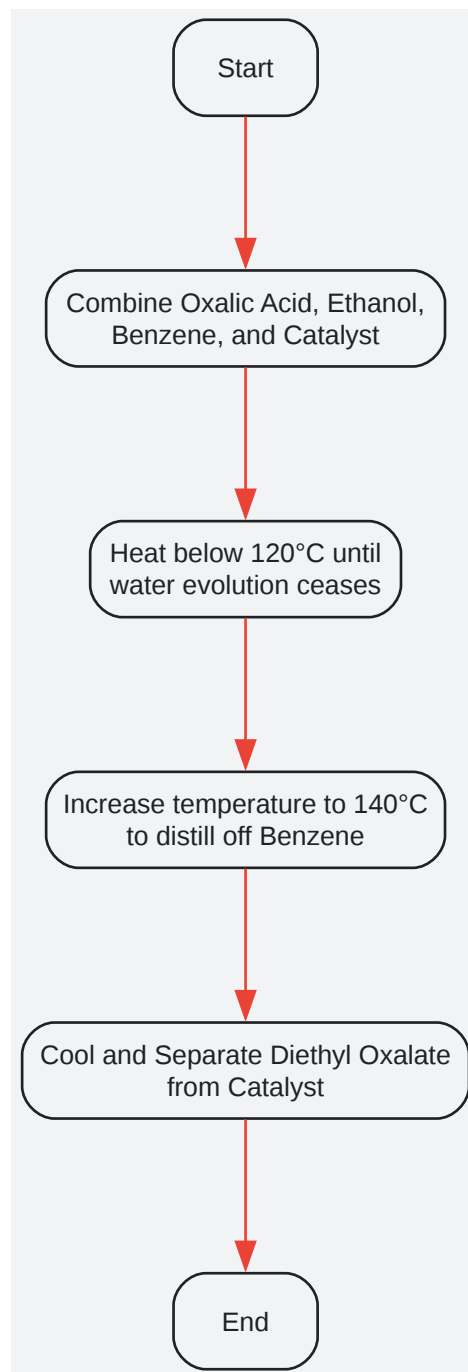 Start
Combine Oxalic Acid, Ethanol,
Benzene, and Catalyst
Heat below 120°C until
water evolution ceases
Increase temperature to 140°C
to distill off Benzene
Cool and Separate Diethyl Oxalate
from Catalyst
End